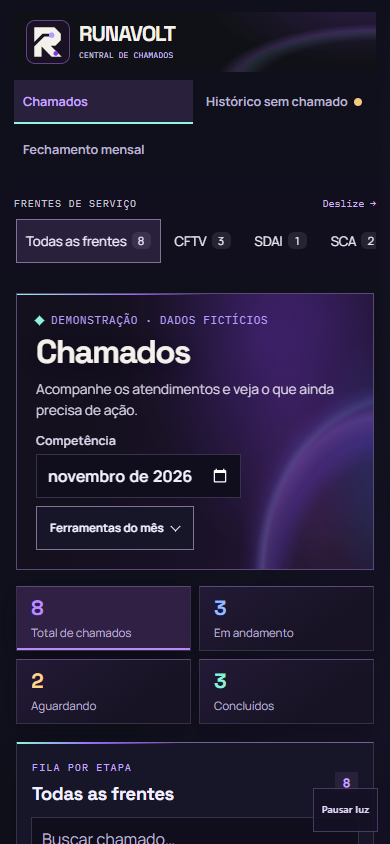 RUNAVOLT
CENTRAL DE CHAMADOS
Chamados
Histórico sem chamado
Fechamento mensal
FRENTES DE SERVIÇO
Deslize →
Todas as frentes 8
CFTV 3
SDAI 1
SCA 2
DEMONSTRAÇÃO · DADOS FICTÍCIOS
Chamados
Acompanhe os atendimentos e veja o que ainda
precisa de ação.
Competência
novembro de 2026
Ferramentas do mês
8
Total de chamados
3
Em andamento
2
Aguardando
3
Concluídos
FILA POR ETAPA
Todas as frentes
8
Pausar luz
Buscar chamado...